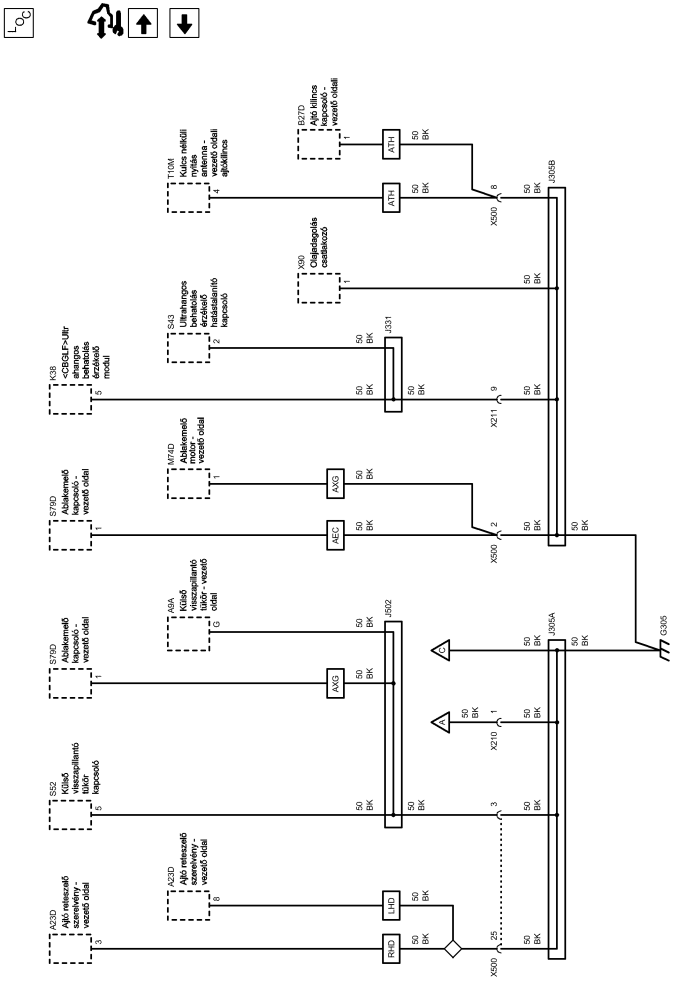 LOC
A23D
Ajtó reteszelő
szerelvény -
vezető oldal
3
A23D
Ajtó reteszelő
szerelvény -
vezető oldal
8
RHD
LHD
50
BK
50
BK
X500
25
50
BK
S52
Külső
visszapillantó
tükör
kapcsoló
5
50
BK
50
BK
3
50
BK
S79D
Ablakemelő
kapcsoló -
vezető oldal
1
AXG
50
BK
A9A
Külső
visszapillantó
tükör - vezető
oldal
G
50
BK
J502
A
50
BK
X210
1
50
BK
C
50
BK
J305A
50
BK
G305
S79D
Ablakemelő
kapcsoló -
vezető oldal
1
AEC
50
BK
M74D
Ablakemelő
motor -
vezető oldal
1
AXG
50
BK
X500
2
50
BK
50
BK
K38
<CBGLF>Ultr
ahangos
behatolás
érzékelő
modul
5
50
BK
S43
Ultrahangos
behatolás
érzékelő
hatástalanító
kapcsoló
2
50
BK
J331
50
BK
X211
9
50
BK
X90
Olajadagolás
csatlakozó
1
50
BK
T10M
Kulcs nélküli
nyitás
antenna -
vezető oldali
ajtókilincs
4
ATH
50
BK
B27D
Ajtó kilincs
kapcsoló -
vezető oldali
1
ATH
50
BK
X500
8
50
BK
J305B